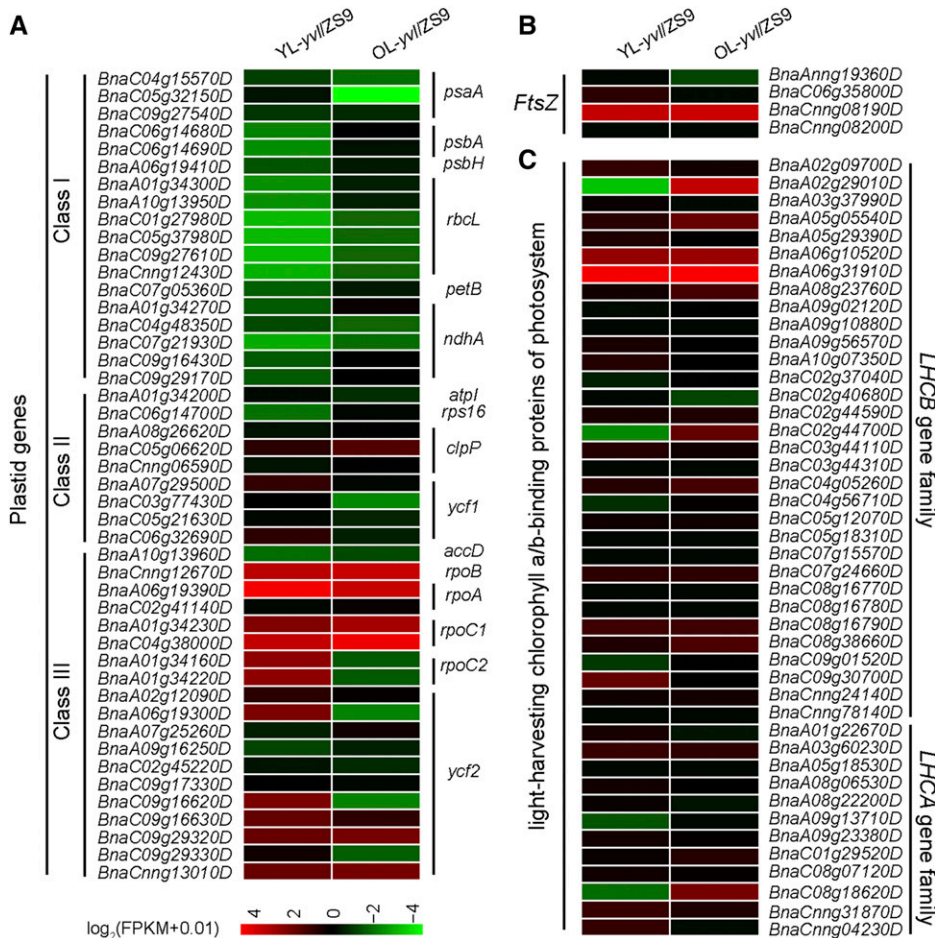 A
YL-yvl/ZS9
OL-yvl/ZS9
Plastid genes
Class I
Class II
Class III
BnaC04g15570D
BnaC05g32150D
BnaC09g27540D
BnaC06g14680D
BnaC06g14690D
BnaA06g19410D
BnaA01g34300D
BnaA10g13950D
BnaC01g27980D
BnaC05g37980D
BnaC09g27610D
BnaCnng12430D
BnaC07g05360D
BnaA01g34270D
BnaC04g48350D
BnaC07g21930D
BnaC09g16430D
BnaC09g29170D
BnaA01g34200D
BnaC06g14700D
BnaA08g26620D
BnaC05g06620D
BnaCnng06590D
BnaA07g29500D
BnaC03g77430D
BnaC05g21630D
BnaC06g32690D
BnaA10g13960D
BnaCnng12670D
BnaA06g19390D
BnaC02g41140D
BnaA01g34230D
BnaC04g38000D
BnaA01g34160D
BnaA01g34220D
BnaA02g12090D
BnaA06g19300D
BnaA07g25260D
BnaA09g16250D
BnaC02g45220D
BnaC09g17330D
BnaC09g16620D
BnaC09g16630D
BnaC09g29320D
BnaC09g29330D
BnaCnng13010D
psaA
psbA
psbH
rbcL
petB
ndhA
atpI
rps16
clpP
ycf1
accD
rpoB
rpoA
rpoC1
rpoC2
ycf2
log2(FPKM+0.01)
4 2 0 −2 −4
B
YL-yvl/ZS9
OL-yvl/ZS9
FtsZ
BnaAnng19360D
BnaC06g35800D
BnaCnng08190D
BnaCnng08200D
C
light-harvesting chlorophyll a/b-binding proteins of photosystem
BnaA02g09700D
BnaA02g29010D
BnaA03g37990D
BnaA05g05540D
BnaA05g29390D
BnaA06g10520D
BnaA06g31910D
BnaA08g23760D
BnaA09g02120D
BnaA09g10880D
BnaA09g56570D
BnaA10g07350D
BnaC02g37040D
BnaC02g40680D
BnaC02g44590D
BnaC02g44700D
BnaC03g44110D
BnaC03g44310D
BnaC04g05260D
BnaC04g56710D
BnaC05g12070D
BnaC05g18310D
BnaC07g15570D
BnaC07g24660D
BnaC08g16770D
BnaC08g16780D
BnaC08g16790D
BnaC08g38660D
BnaC09g01520D
BnaC09g30700D
BnaCnng24140D
BnaCnng78140D
BnaA01g22670D
BnaA03g60230D
BnaA05g18530D
BnaA08g06530D
BnaA08g22200D
BnaA09g13710D
BnaA09g23380D
BnaC01g29520D
BnaC08g07120D
BnaC08g18620D
BnaCnng31870D
BnaCnng04230D
LHCB gene family
LHCA gene family